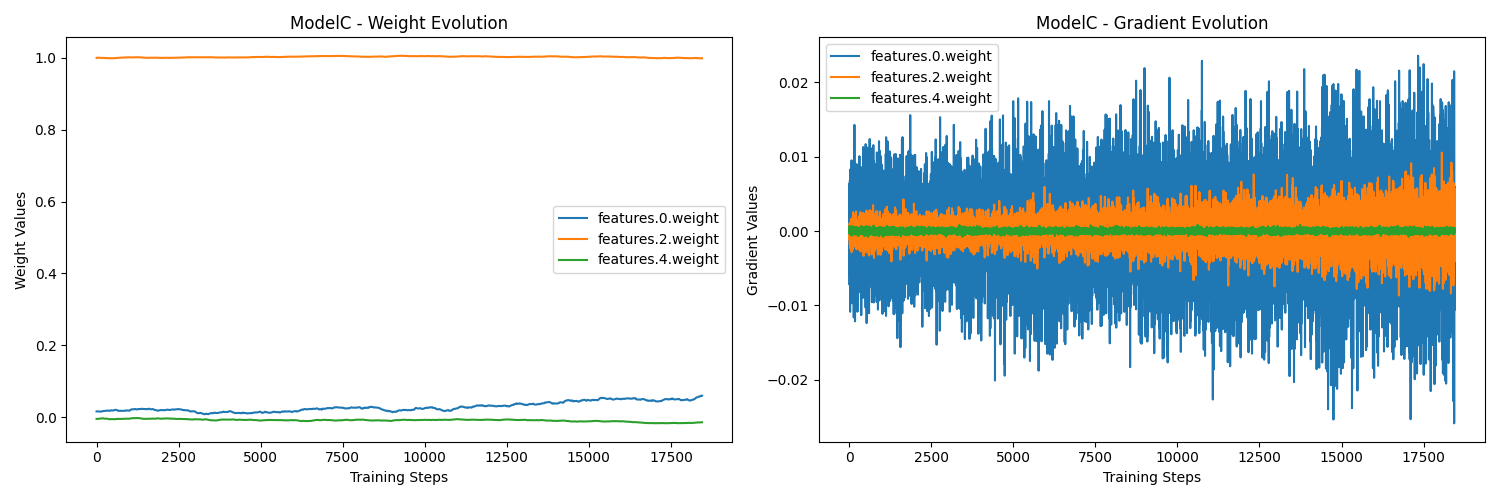 ModelC - Weight Evolution
Weight Values
1.0
0.8
0.6
0.4
0.2
0.0
features.0.weight
features.2.weight
features.4.weight
0 2500 5000 7500 10000 12500 15000 17500
Training Steps
ModelC - Gradient Evolution
Gradient Values
features.0.weight
features.2.weight
features.4.weight
0.02
0.01
0.00
−0.01
−0.02
0 2500 5000 7500 10000 12500 15000 17500
Training Steps